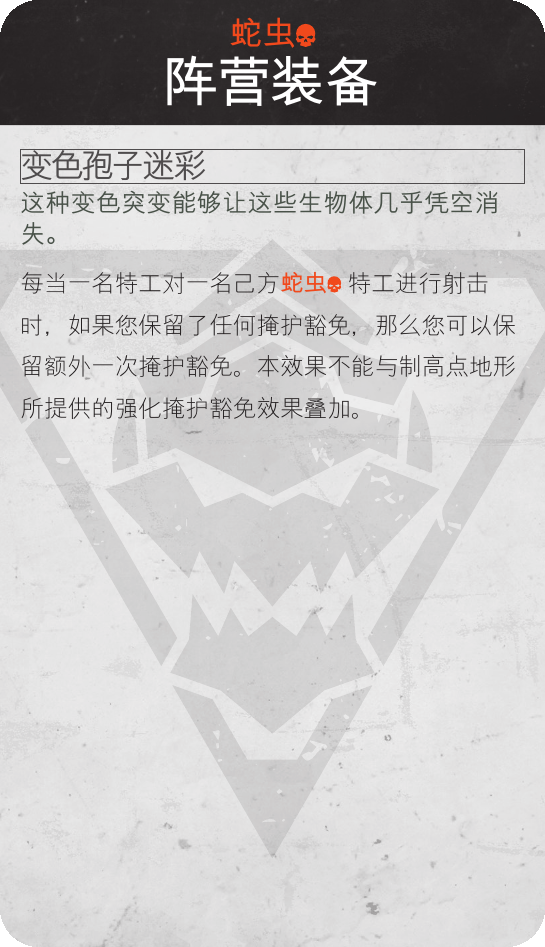 蛇虫
阵营装备
变色孢子迷彩
这种变色突变能够让这些生物体几乎凭空消
失。
每当一名特工对一名己方蛇虫 特工进行射击
时，如果您保留了任何掩护豁免，那么您可以保
留额外一次掩护豁免。本效果不能与制高点地形
所提供的强化掩护豁免效果叠加。